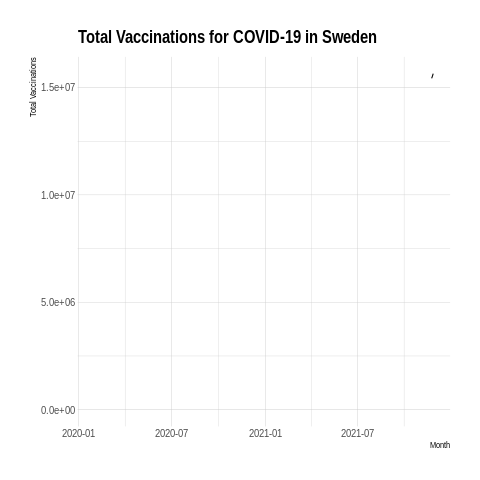 Total Vaccinations for COVID-19 in Sweden
Total Vaccinations
1.5e+07
1.0e+07
5.0e+06
0.0e+00
2020-01 2020-07 2021-01 2021-07
Month